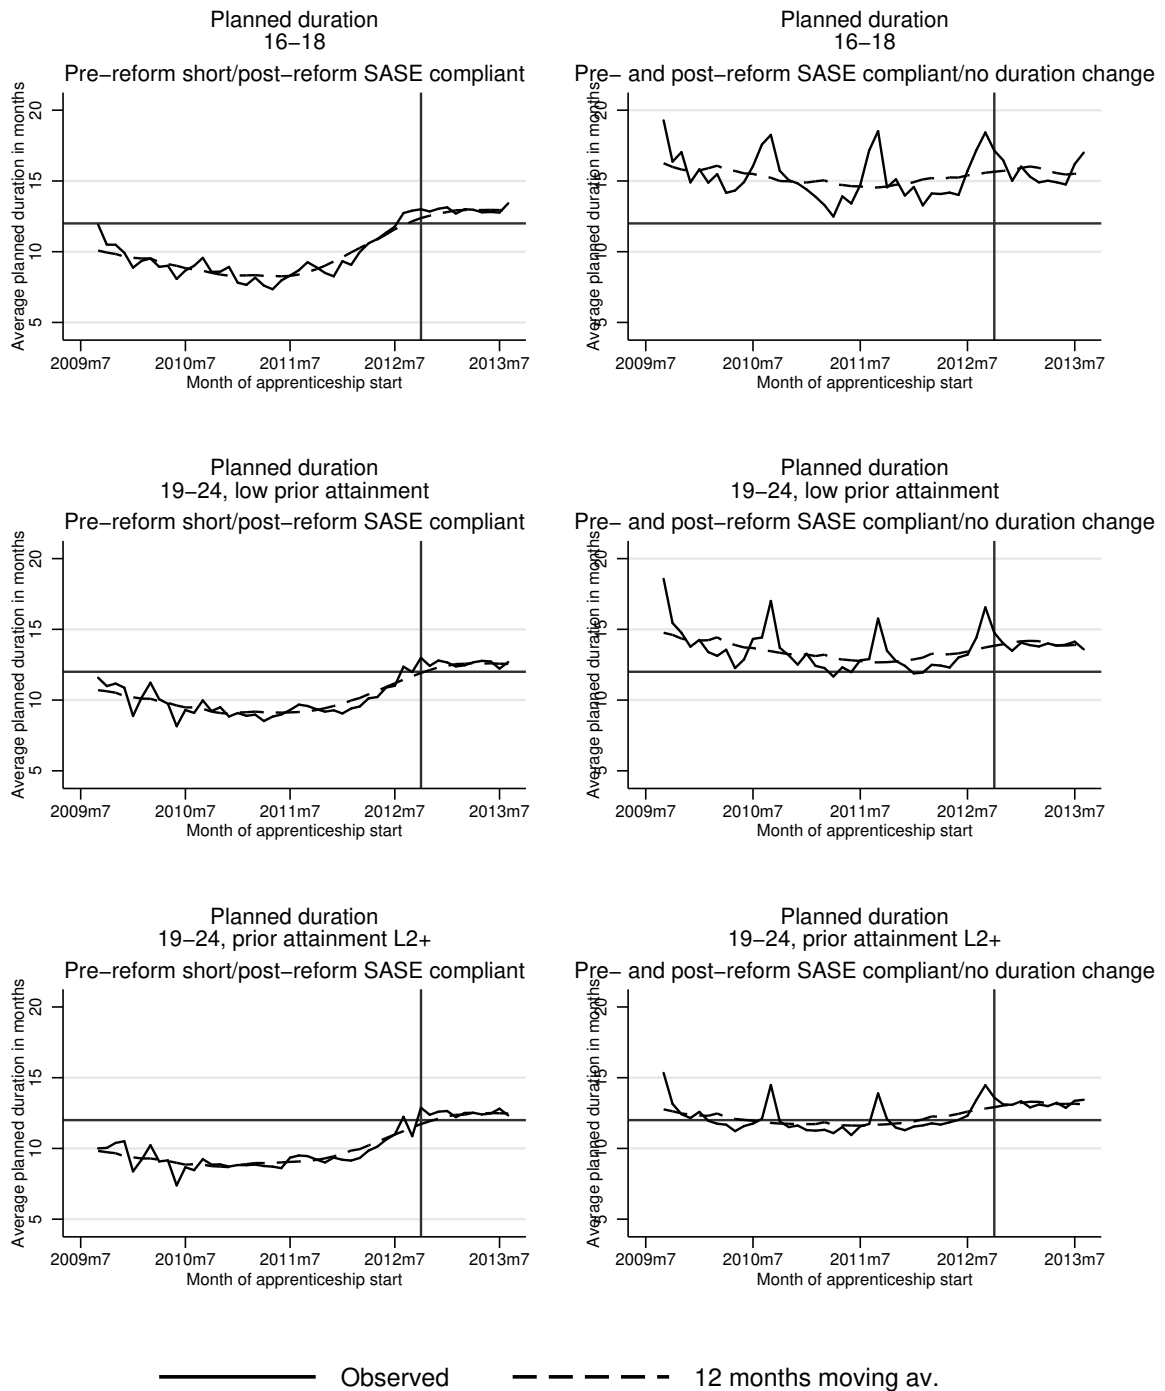 Planned duration
16−18
Pre−reform short/post−reform SASE compliant
Average planned duration in months
20
15
10
5
2009m7 2010m7 2011m7 2012m7 2013m7
Month of apprenticeship start
Planned duration
16−18
Pre− and post−reform SASE compliant/no duration change
Average planned duration in months
20
15
10
5
2009m7 2010m7 2011m7 2012m7 2013m7
Month of apprenticeship start
Planned duration
19−24, low prior attainment
Pre−reform short/post−reform SASE compliant
Average planned duration in months
20
15
10
5
2009m7 2010m7 2011m7 2012m7 2013m7
Month of apprenticeship start
Planned duration
19−24, low prior attainment
Pre− and post−reform SASE compliant/no duration change
Average planned duration in months
20
15
10
5
2009m7 2010m7 2011m7 2012m7 2013m7
Month of apprenticeship start
Planned duration
19−24, prior attainment L2+
Pre−reform short/post−reform SASE compliant
Average planned duration in months
20
15
10
5
2009m7 2010m7 2011m7 2012m7 2013m7
Month of apprenticeship start
Planned duration
19−24, prior attainment L2+
Pre− and post−reform SASE compliant/no duration change
Average planned duration in months
20
15
10
5
2009m7 2010m7 2011m7 2012m7 2013m7
Month of apprenticeship start
Observed 12 months moving av.